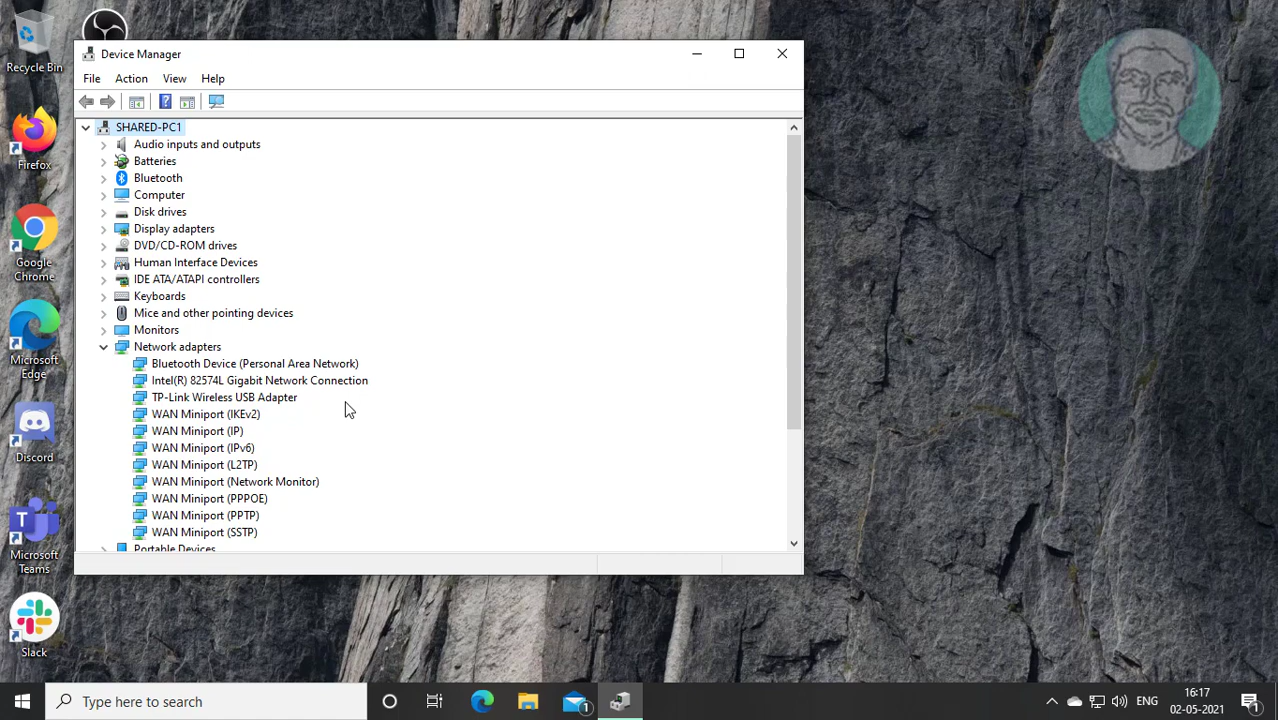 Recycle Bin
Firefox
Google
Chrome
Microsoft
Edge
Discord
Microsoft
Teams
Slack
Device Manager
File Action View Help
SHARED-PC1
Audio inputs and outputs
Batteries
Bluetooth
Computer
Disk drives
Display adapters
DVD/CD-ROM drives
Human Interface Devices
IDE ATA/ATAPI controllers
Keyboards
Mice and other pointing devices
Monitors
Network adapters
Bluetooth Device (Personal Area Network)
Intel(R) 82574L Gigabit Network Connection
TP-Link Wireless USB Adapter
WAN Miniport (IKEv2)
WAN Miniport (IP)
WAN Miniport (IPv6)
WAN Miniport (L2TP)
WAN Miniport (Network Monitor)
WAN Miniport (PPPOE)
WAN Miniport (PPTP)
WAN Miniport (SSTP)
Portable Devices
Type here to search
1
ENG
16:17
02-05-2021
1